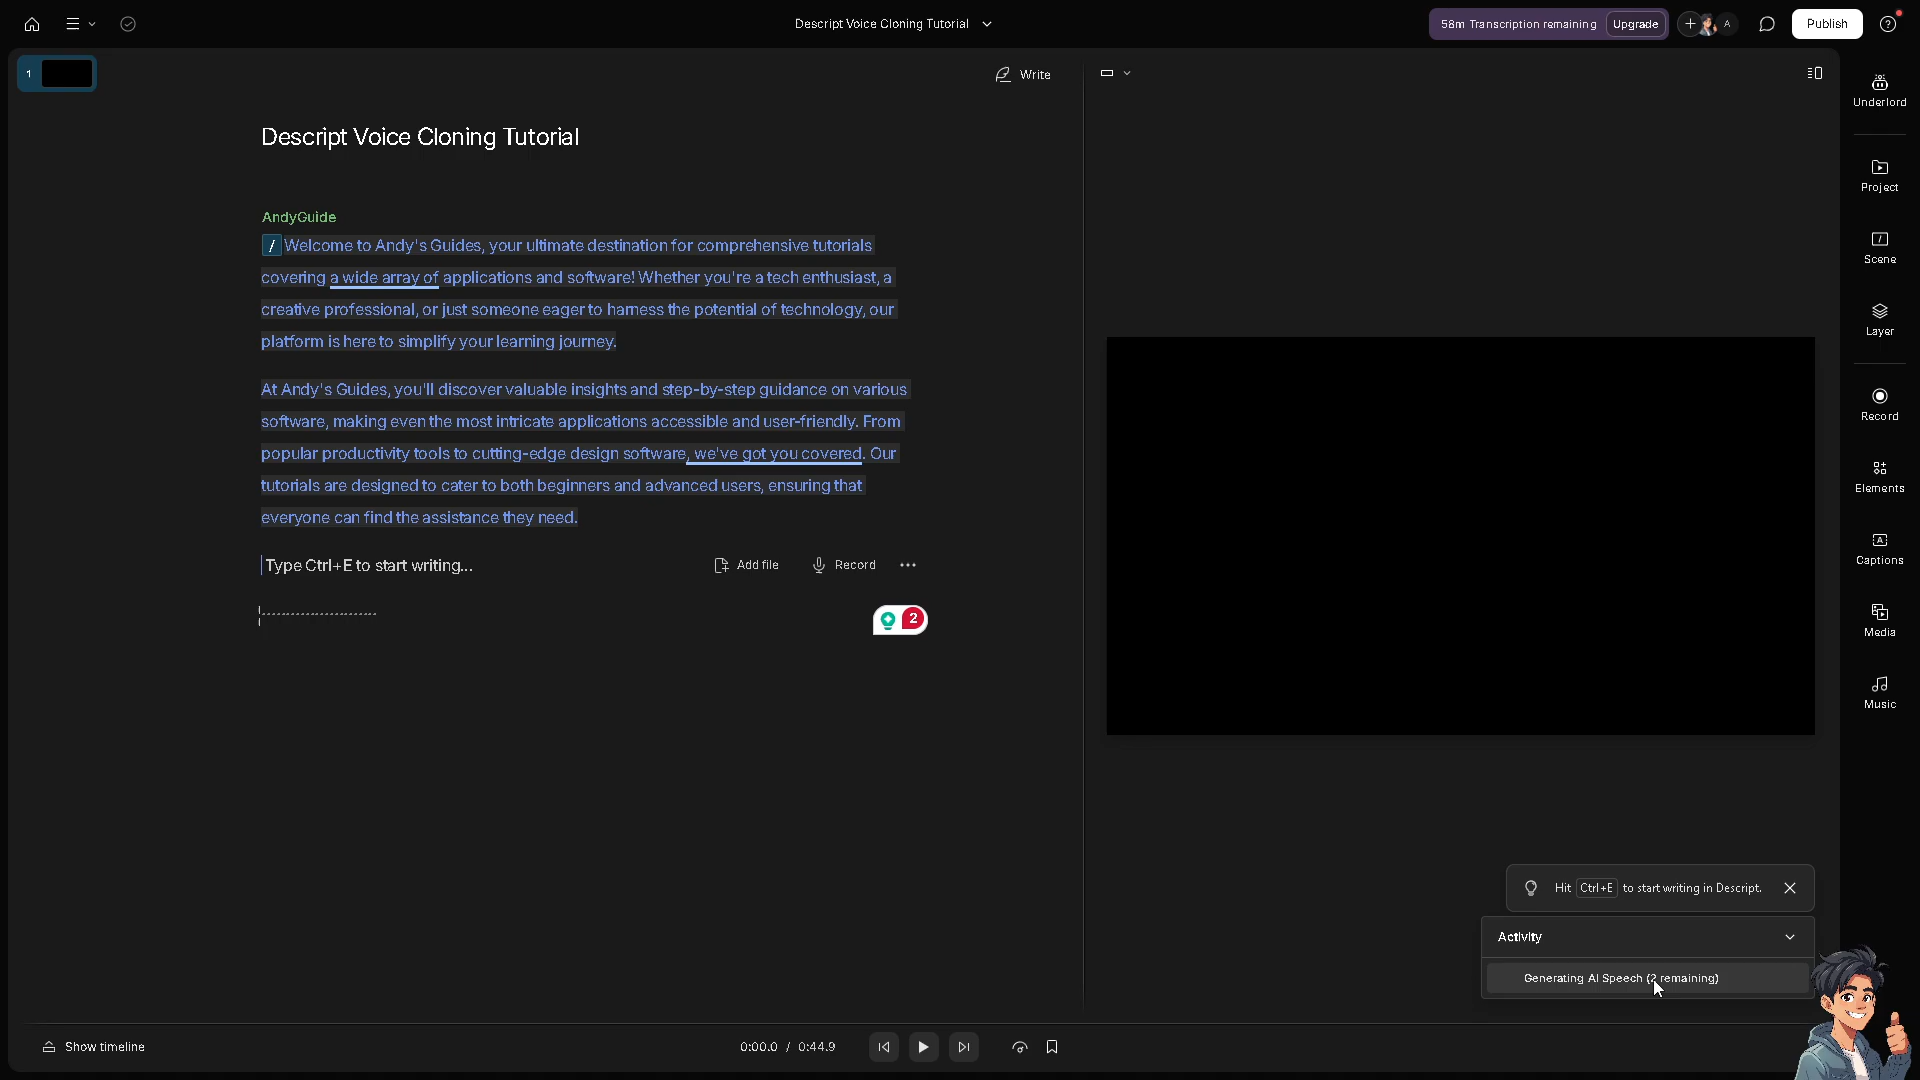 Descript Voice Cloning Tutorial
58m Transcription remaining
Upgrade
A
Publish
1
Write
Underlord
Descript Voice Cloning Tutorial
Project
AndyGuide
/ Welcome to Andy's Guides, your ultimate destination for comprehensive tutorials
covering a wide array of applications and software! Whether you're a tech enthusiast, a
creative professional, or just someone eager to harness the potential of technology, our
platform is here to simplify your learning journey.
Scene
Layer
At Andy's Guides, you'll discover valuable insights and step-by-step guidance on various
software, making even the most intricate applications accessible and user-friendly. From
popular productivity tools to cutting-edge design software, we've got you covered. Our
tutorials are designed to cater to both beginners and advanced users, ensuring that
everyone can find the assistance they need.
Record
Elements
Type Ctrl+E to start writing...
Add file
Record
Captions
2
Media
Music
Hit Ctrl+E to start writing in Descript.
Activity
Generating AI Speech (2 remaining)
Show timeline
0:00.0 / 0:44.9